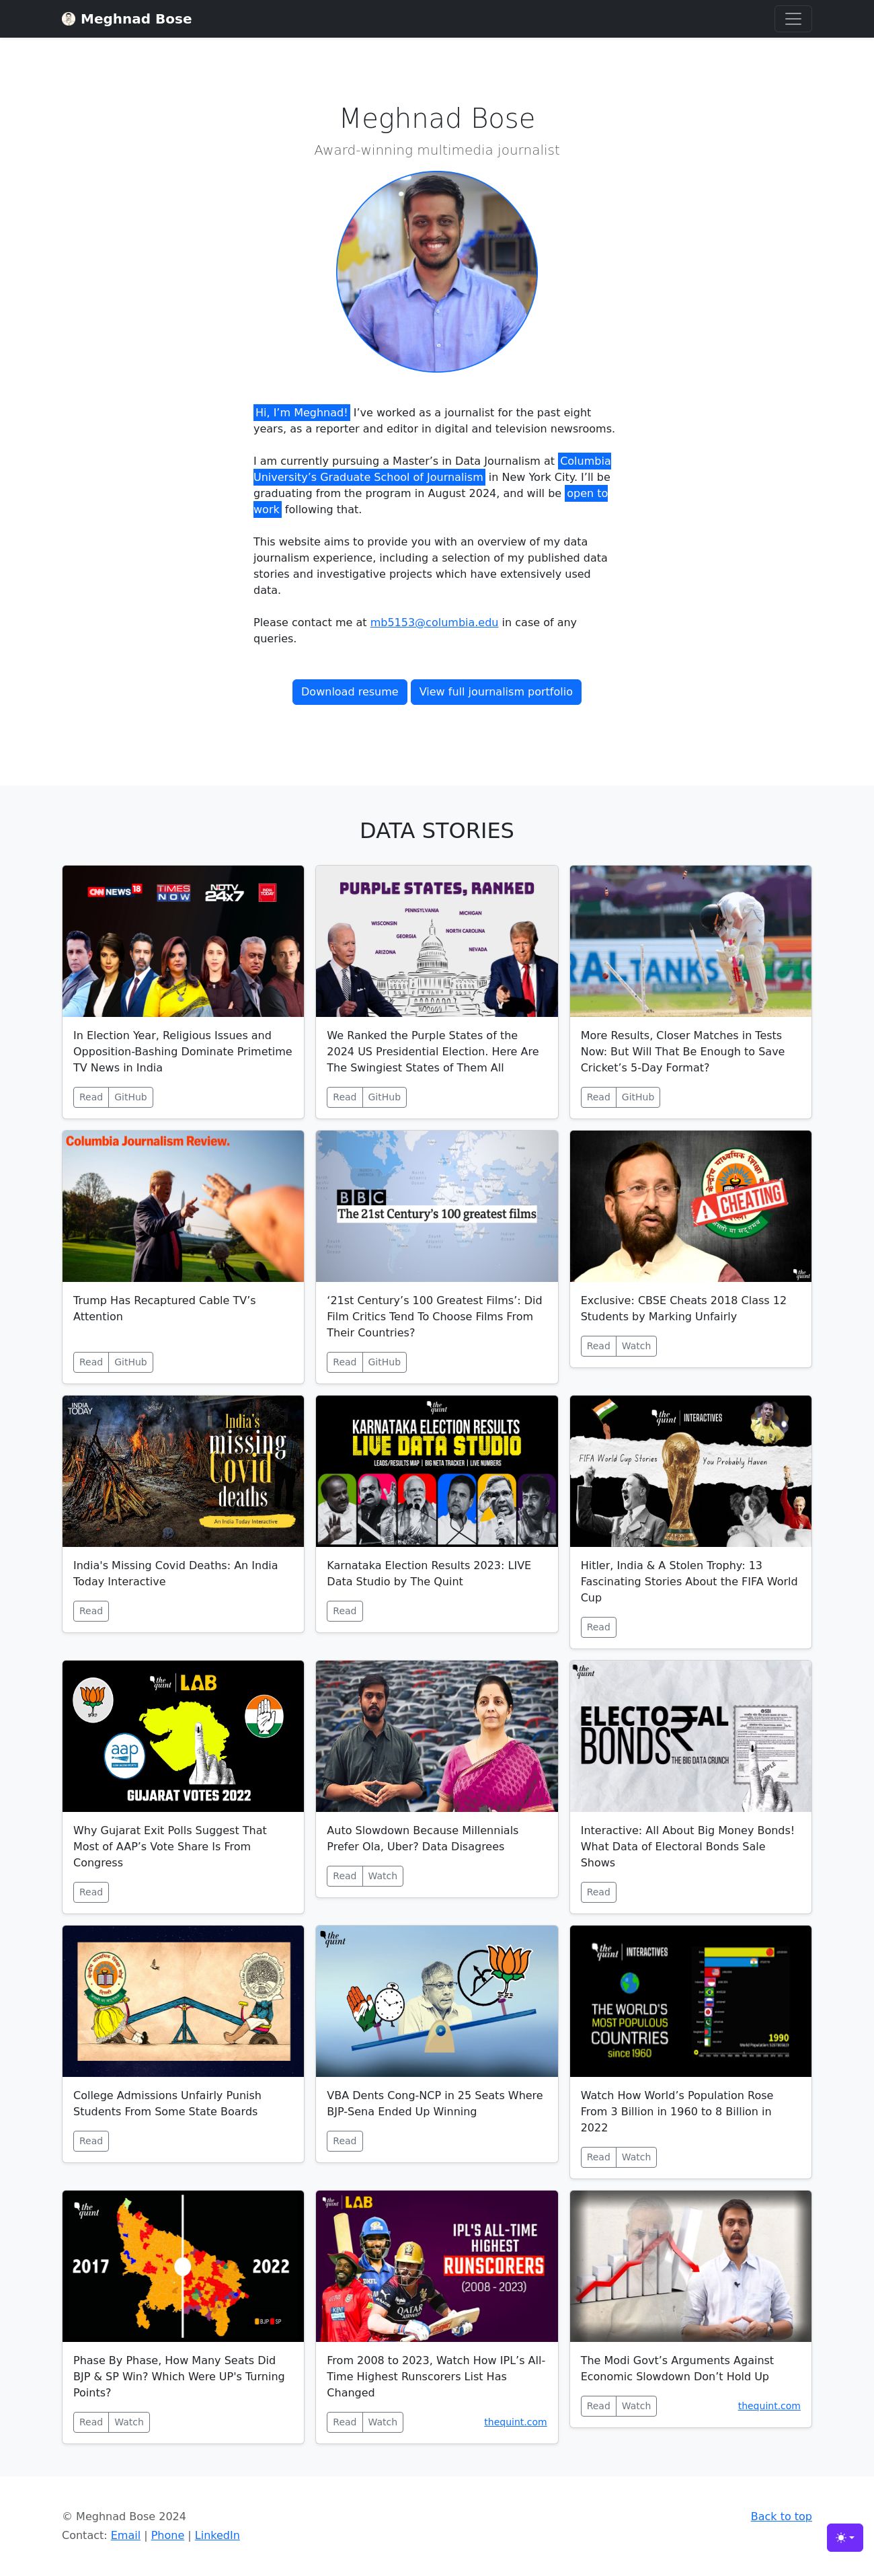 Meghnad Bose
Meghnad Bose
Award-winning multimedia journalist
Hi, I’m Meghnad! I’ve worked as a journalist for the past eight
years, as a reporter and editor in digital and television newsrooms.
I am currently pursuing a Master’s in Data Journalism at Columbia
University’s Graduate School of Journalism in New York City. I’ll be
graduating from the program in August 2024, and will be open to
work following that.
This website aims to provide you with an overview of my data
journalism experience, including a selection of my published data
stories and investigative projects which have extensively used
data.
Please contact me at mb5153@columbia.edu in case of any
queries.
Download resume View full journalism portfolio
DATA STORIES
CNN NEWS 18 TIMES NOW NDTV 24x7 INDIA TODAY
In Election Year, Religious Issues and
Opposition-Bashing Dominate Primetime
TV News in India
Read GitHub
PURPLE STATES, RANKED
PENNSYLVANIA
MICHIGAN
WISCONSIN
NORTH CAROLINA
GEORGIA
NEVADA
ARIZONA
We Ranked the Purple States of the
2024 US Presidential Election. Here Are
The Swingiest States of Them All
Read GitHub
TANK
More Results, Closer Matches in Tests
Now: But Will That Be Enough to Save
Cricket’s 5-Day Format?
Read GitHub
Columbia Journalism Review.
Trump Has Recaptured Cable TV’s
Attention
Read GitHub
BBC
The 21st Century's 100 greatest films
‘21st Century’s 100 Greatest Films’: Did
Film Critics Tend To Choose Films From
Their Countries?
Read GitHub
CHEATING
the quint
Exclusive: CBSE Cheats 2018 Class 12
Students by Marking Unfairly
Read Watch
INDIA
TODAY
India's
missing
Covid
deaths
An India Today Interactive
India's Missing Covid Deaths: An India
Today Interactive
Read
the quint
KARNATAKA ELECTION RESULTS
LIVE DATA STUDIO
LEADS/RESULTS MAP | BIG NETA TRACKER | LIVE NUMBERS
Karnataka Election Results 2023: LIVE
Data Studio by The Quint
Read
the quint INTERACTIVES
FIFA World Cup Stories You Probably Haven
Hitler, India & A Stolen Trophy: 13
Fascinating Stories About the FIFA World
Cup
Read
the quint LAB
aap
GUJARAT VOTES 2022
Why Gujarat Exit Polls Suggest That
Most of AAP’s Vote Share Is From
Congress
Read
Auto Slowdown Because Millennials
Prefer Ola, Uber? Data Disagrees
Read Watch
the quint
ELECTO₹AL
BONDS THE BIG DATA CRUNCH
Interactive: All About Big Money Bonds!
What Data of Electoral Bonds Sale
Shows
Read
College Admissions Unfairly Punish
Students From Some State Boards
Read
the quint
VBA Dents Cong-NCP in 25 Seats Where
BJP-Sena Ended Up Winning
Read
the quint INTERACTIVES
THE WORLD'S
MOST POPULOUS
COUNTRIES
since 1960
1990
Watch How World’s Population Rose
From 3 Billion in 1960 to 8 Billion in
2022
Read Watch
the quint
2017 2022
BJP SP
Phase By Phase, How Many Seats Did
BJP & SP Win? Which Were UP's Turning
Points?
Read Watch
the quint LAB
IPL'S ALL-TIME
HIGHEST
RUNSCORERS
(2008 - 2023)
From 2008 to 2023, Watch How IPL’s All-
Time Highest Runscorers List Has
Changed
Read Watch thequint.com
The Modi Govt’s Arguments Against
Economic Slowdown Don’t Hold Up
Read Watch thequint.com
© Meghnad Bose 2024
Back to top
Contact: Email | Phone | LinkedIn